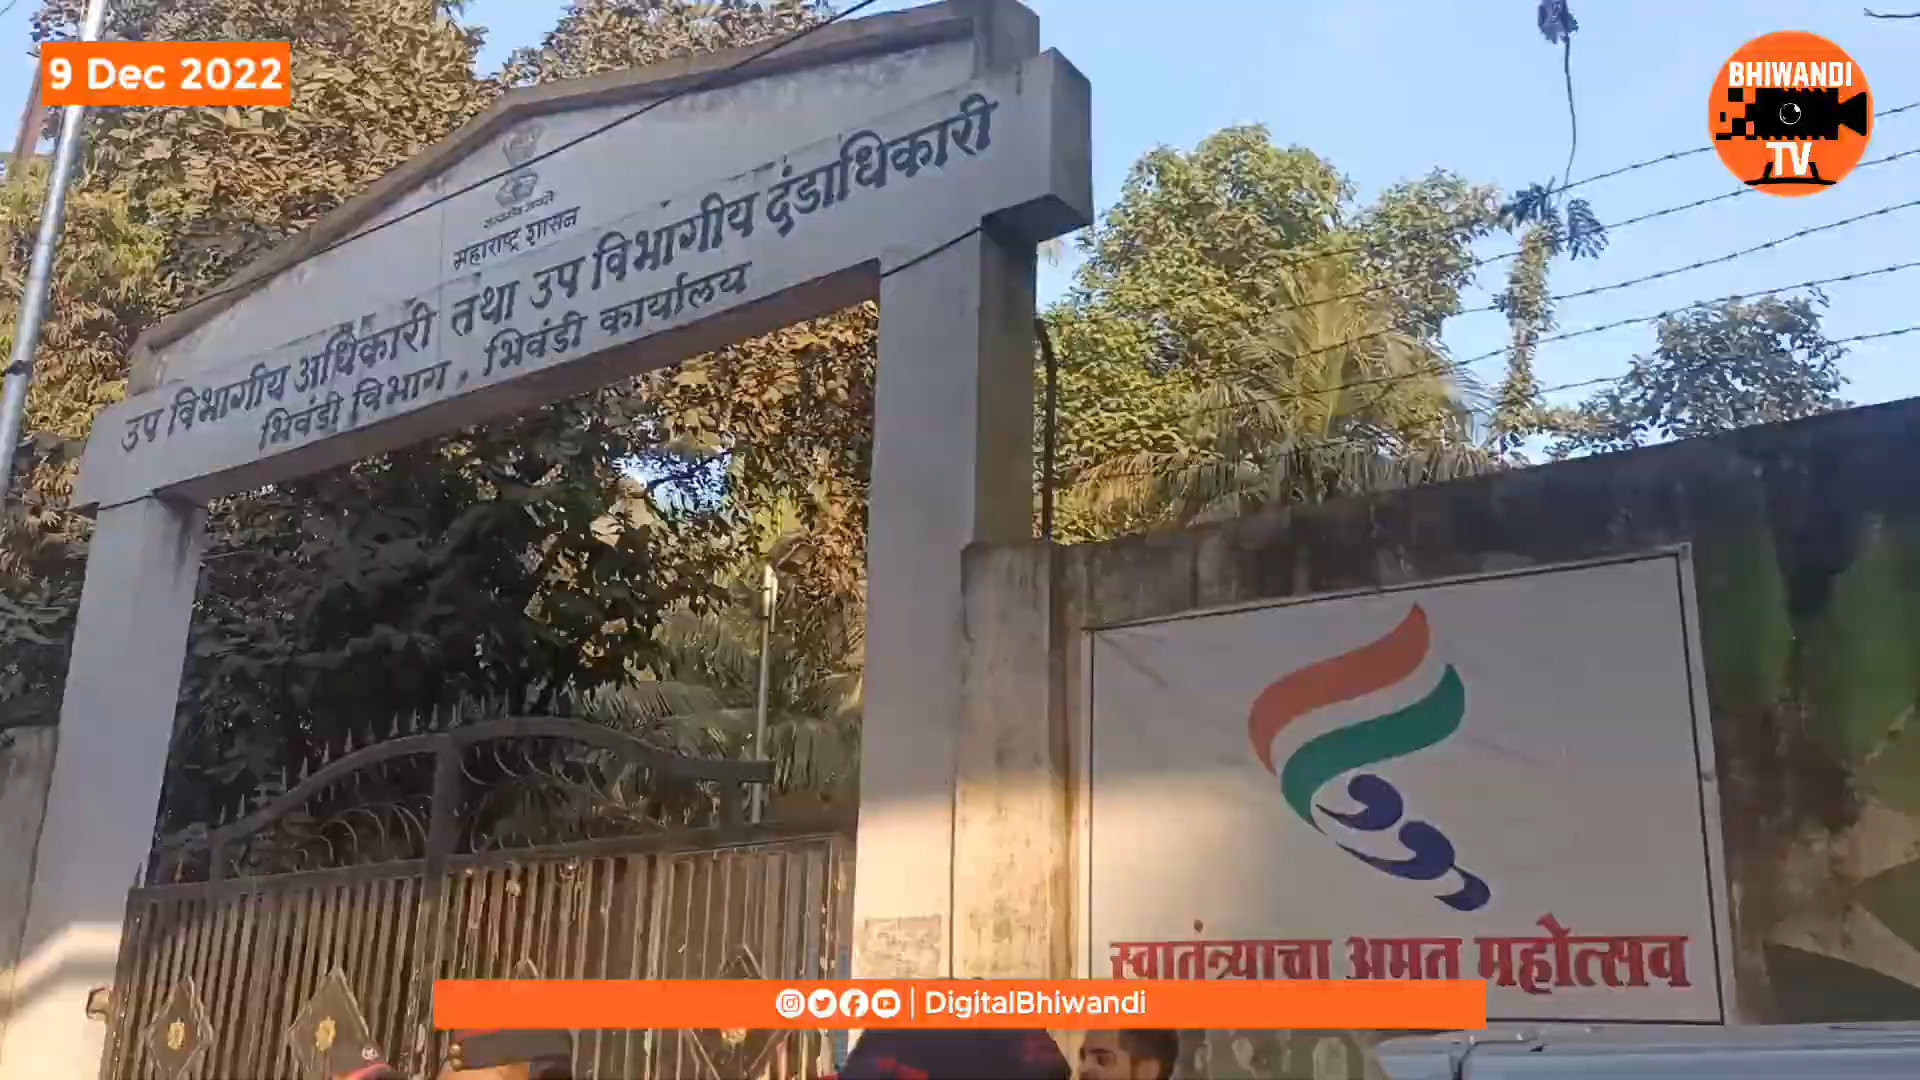 9 Dec 2022
BHIWANDI
TV
महाराष्ट्र शासन
उप विभागीय अधिकारी तथा उप विभागीय दंडाधिकारी
भिवंडी विभाग, भिवंडी कार्यालय
स्वातंत्र्याचा अमृत महोत्सव
DigitalBhiwandi